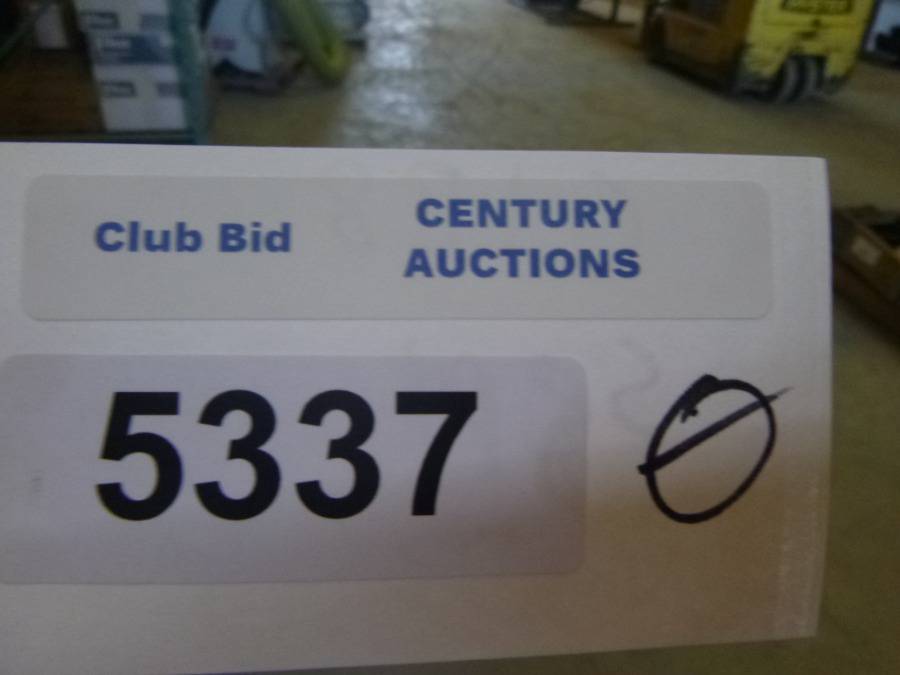 Club Bid
CENTURY
AUCTIONS
5337 Ø